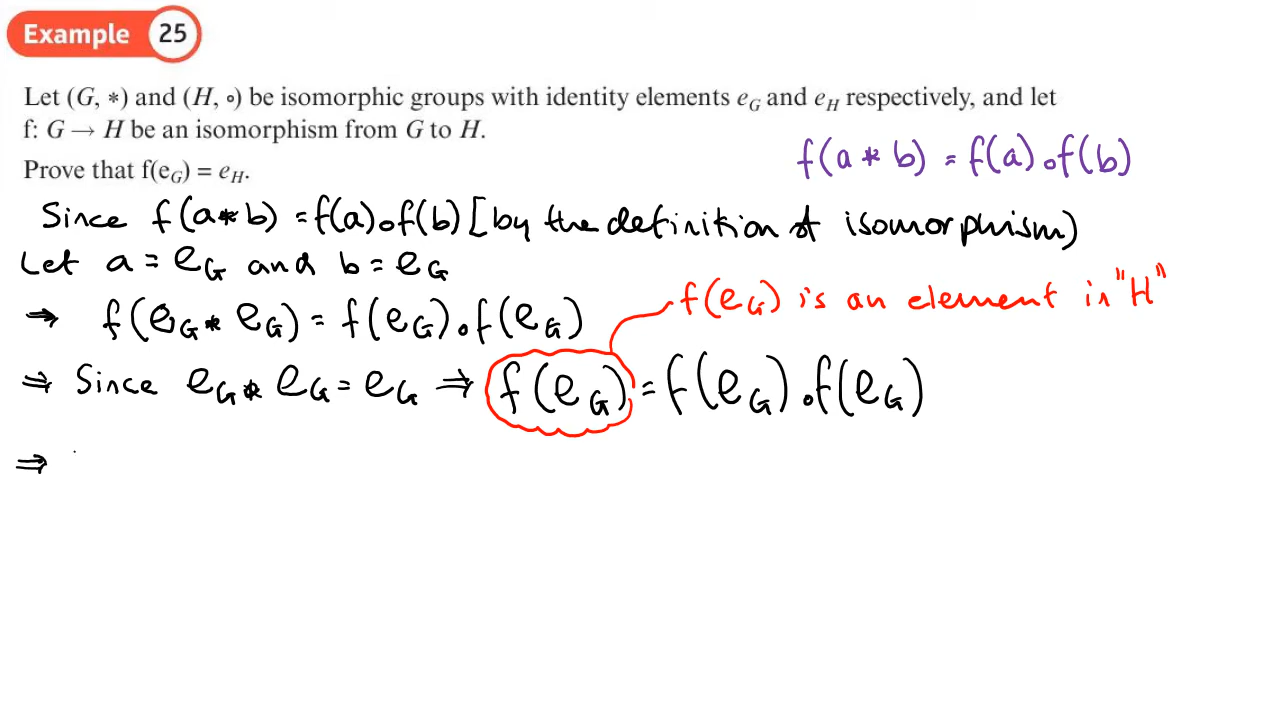 Example 25
Let (G, *) and (H, ∘) be isomorphic groups with identity elements e_G and e_H respectively, and let
f: G → H be an isomorphism from G to H.
f(a * b) = f(a) ∘ f(b)
Prove that f(e_G) = e_H.
Since f(a * b) = f(a) ∘ f(b) [by the definition of isomorphism)
Let a = e_G and b = e_G
f(e_G) is an element in "H"
⇒ f(e_G * e_G) = f(e_G) ∘ f(e_G)
⇒ Since e_G * e_G = e_G ⇒ f(e_G) = f(e_G) ∘ f(e_G)
⇒